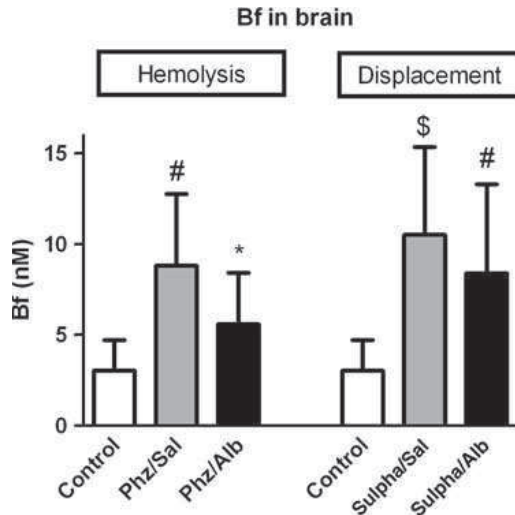 Bf in brain
Hemolysis
Displacement
Bf (nM)
15
10
5
0
#
*
$
#
Control
Phz/Sal
Phz/Alb
Control
Sulpha/Sal
Sulpha/Alb